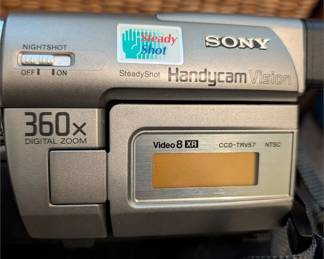 NIGHTSHOT
OFF ON
Steady Shot
SteadyShot
SONY
Handycam Vision
360x
DIGITAL ZOOM
Video 8 XR
CCD-TRV57 NTSC